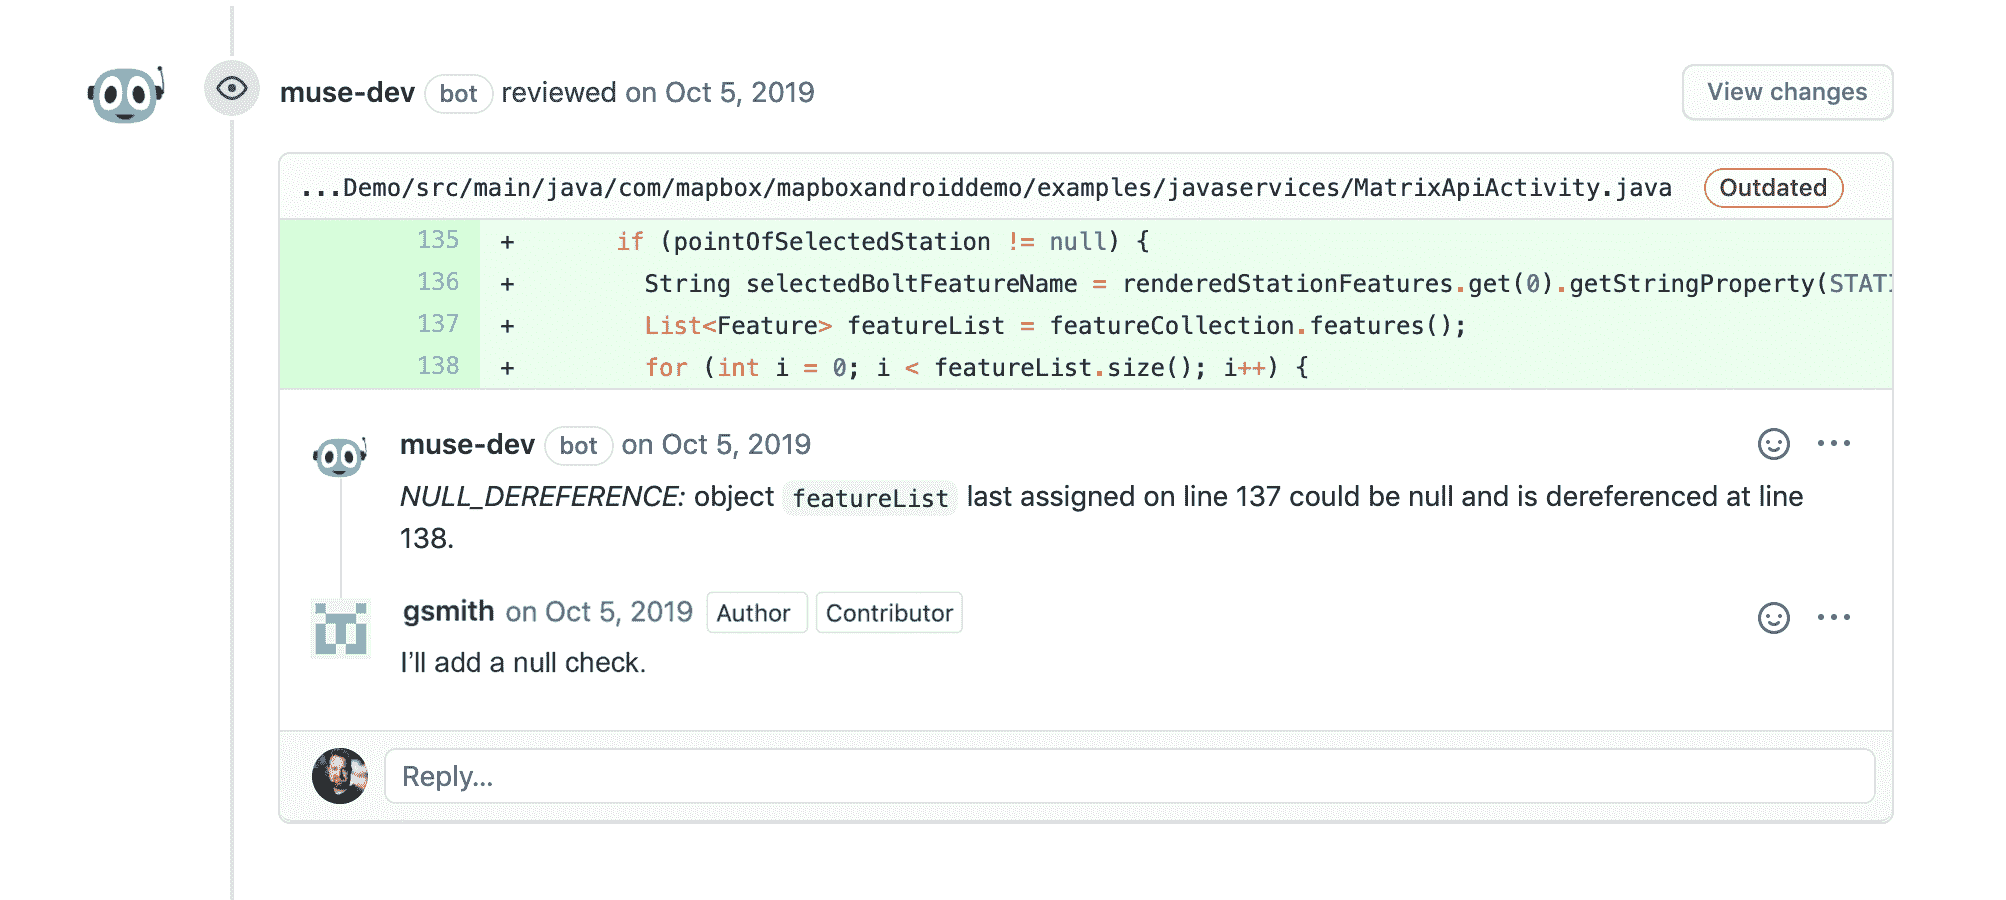 muse-dev bot reviewed on Oct 5, 2019 View changes
...Demo/src/main/java/com/mapbox/mapboxandroiddemo/examples/javaservices/MatrixApiActivity.java Outdated
135 + if (pointOfSelectedStation != null) {
136 + String selectedBoltFeatureName = renderedStationFeatures.get(0).getStringProperty(STATI
137 + List<Feature> featureList = featureCollection.features();
138 + for (int i = 0; i < featureList.size(); i++) {
muse-dev bot on Oct 5, 2019
NULL_DEREFERENCE: object featureList last assigned on line 137 could be null and is dereferenced at line
138.
gsmith on Oct 5, 2019 Author Contributor
I’ll add a null check.
Reply...